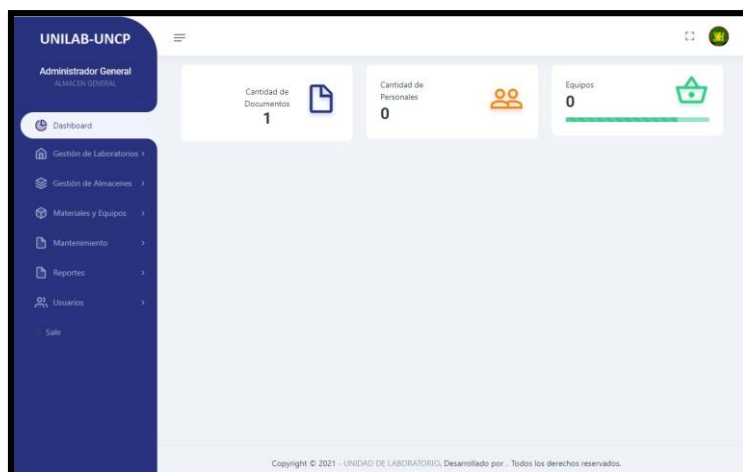 UNILAB-UNCP
Administrador General
ALMACEN GENERAL
Dashboard
Gestión de Laboratorios
Gestión de Almacenes
Materiales y Equipos
Mantenimiento
Reportes
Usuarios
Salir
Cantidad de
Documentos
1
Cantidad de
Personales
0
Equipos
0
Copyright © 2021 - UNIDAD DE LABORATORIO. Desarrollado por .. Todos los derechos reservados.